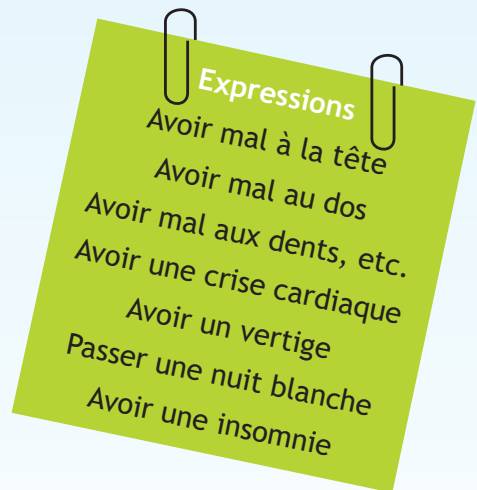 Expressions
Avoir mal à la tête
Avoir mal au dos
Avoir mal aux dents, etc.
Avoir une crise cardiaque
Avoir un vertige
Passer une nuit blanche
Avoir une insomnie